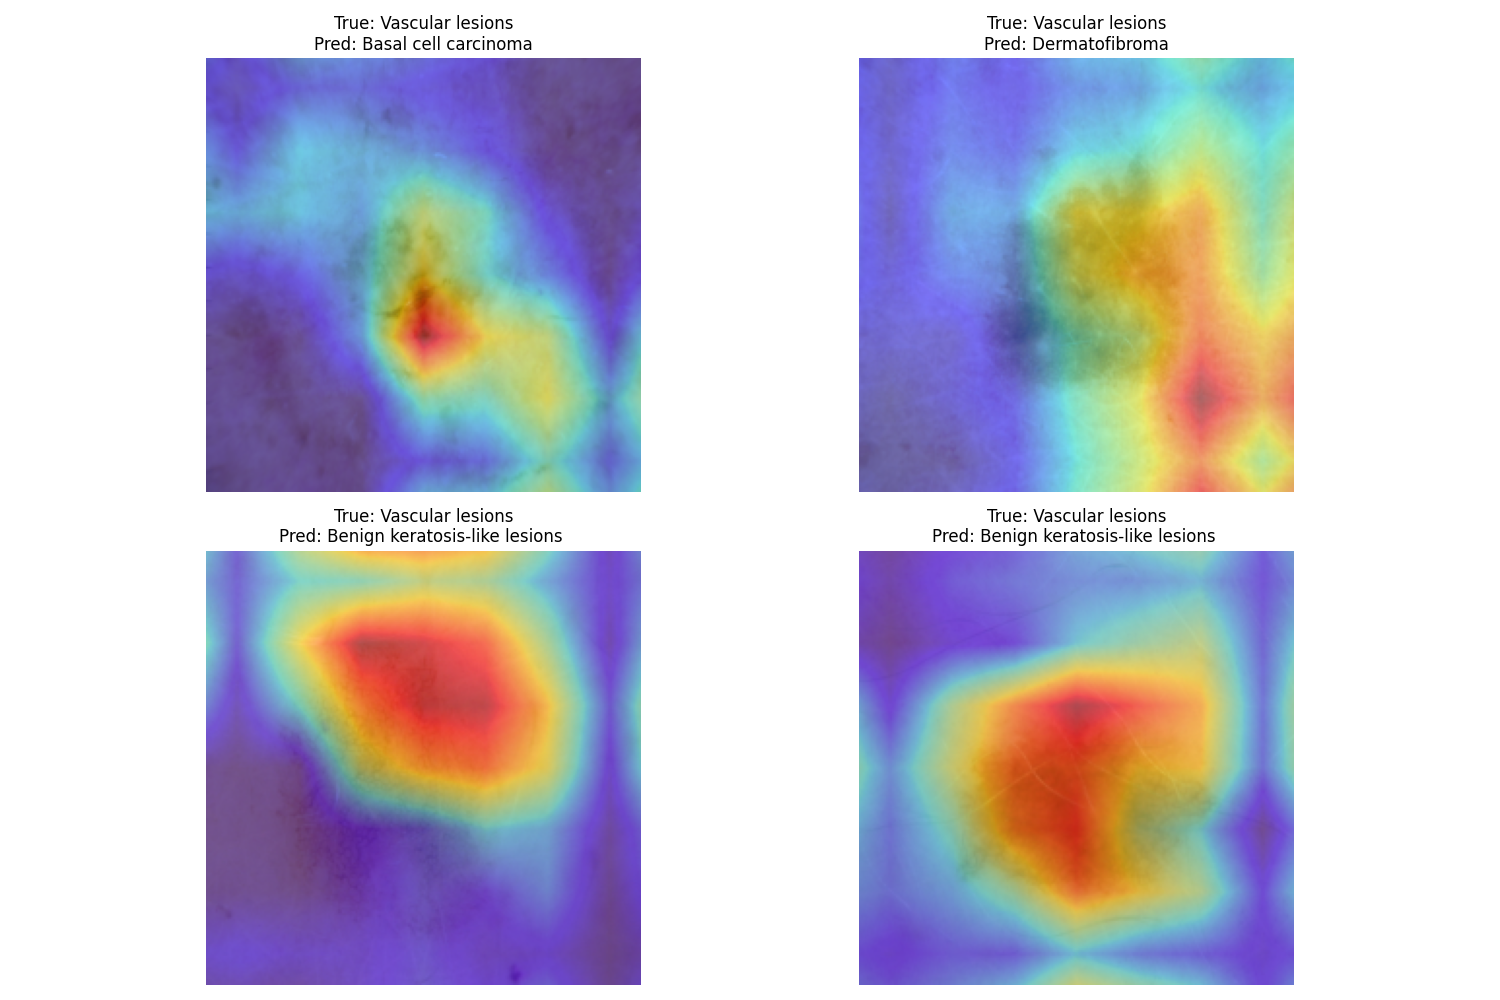 True: Vascular lesions
Pred: Basal cell carcinoma
True: Vascular lesions
Pred: Dermatofibroma
True: Vascular lesions
Pred: Benign keratosis-like lesions
True: Vascular lesions
Pred: Benign keratosis-like lesions